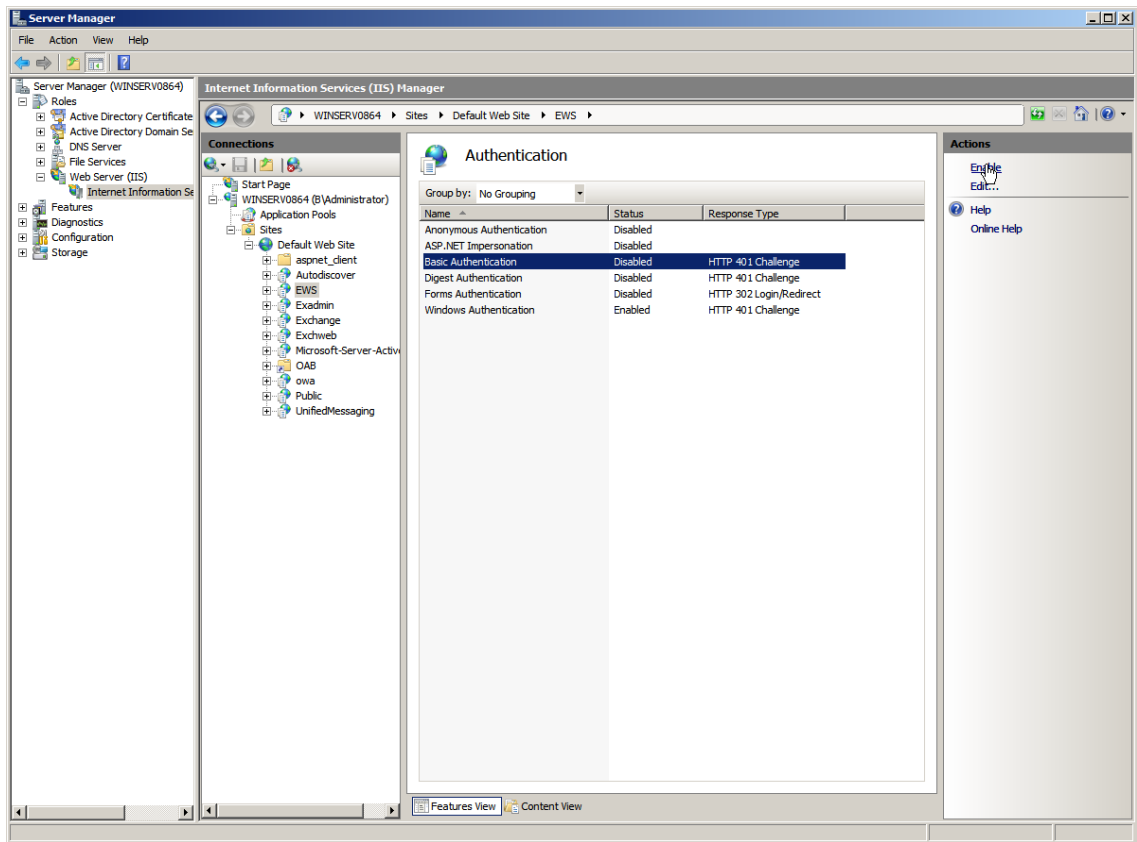 Server Manager
File Action View Help
Server Manager (WINSERV0864)
Roles
Active Directory Certificate
Active Directory Domain Se
DNS Server
File Services
Web Server (IIS)
Internet Information Se
Features
Diagnostics
Configuration
Storage
Internet Information Services (IIS) Manager
WINSERV0864 Sites Default Web Site EWS
Connections
Start Page
WINSERV0864 (B\Administrator)
Application Pools
Sites
Default Web Site
aspnet_client
Autodiscover
EWS
Exadmin
Exchange
Exchweb
Microsoft-Server-Active
OAB
owa
Public
UnifiedMessaging
Authentication
Group by: No Grouping
Name Status Response Type
Anonymous Authentication Disabled
ASP.NET Impersonation Disabled
Basic Authentication Disabled HTTP 401 Challenge
Digest Authentication Disabled HTTP 401 Challenge
Forms Authentication Disabled HTTP 302 Login/Redirect
Windows Authentication Enabled HTTP 401 Challenge
Features View Content View
Actions
Enable
Edit...
Help
Online Help